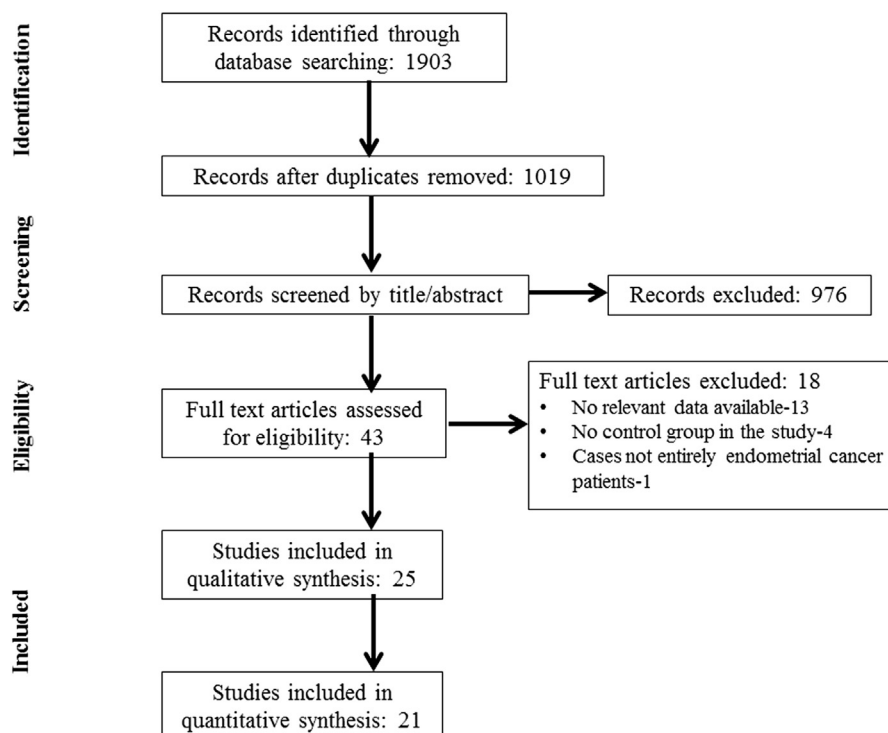 Identification
Records identified through
database searching: 1903
Records after duplicates removed: 1019
Screening
Records screened by title/abstract
Records excluded: 976
Eligibility
Full text articles assessed
for eligibility: 43
Full text articles excluded: 18
• No relevant data available-13
• No control group in the study-4
• Cases not entirely endometrial cancer
patients-1
Included
Studies included in
qualitative synthesis: 25
Studies included in
quantitative synthesis: 21